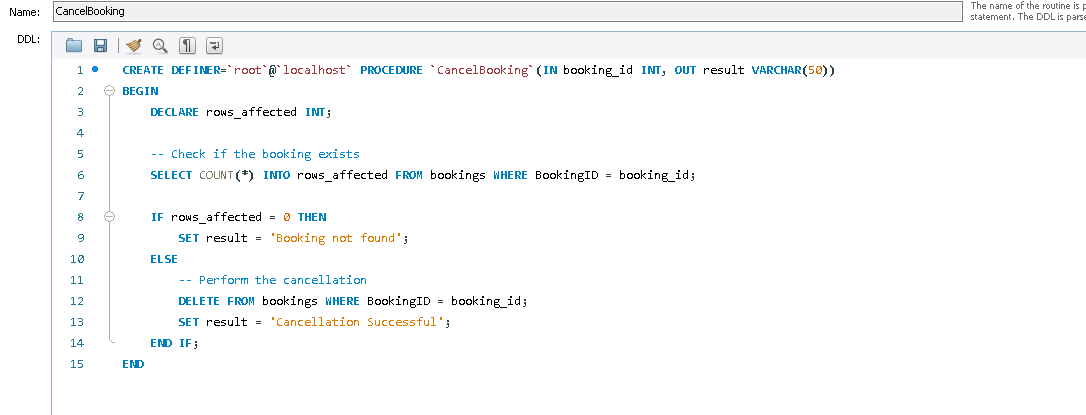 Name:
CancelBooking
The name of the routine is p
statement. The DDL is parse
DDL:
1 CREATE DEFINER=`root`@`localhost` PROCEDURE `CancelBooking`(IN booking_id INT, OUT result VARCHAR(50))
2 BEGIN
3 DECLARE rows_affected INT;
4
5 -- Check if the booking exists
6 SELECT COUNT(*) INTO rows_affected FROM bookings WHERE BookingID = booking_id;
7
8 IF rows_affected = 0 THEN
9 SET result = 'Booking not found';
10 ELSE
11 -- Perform the cancellation
12 DELETE FROM bookings WHERE BookingID = booking_id;
13 SET result = 'Cancellation Successful';
14 END IF;
15 END